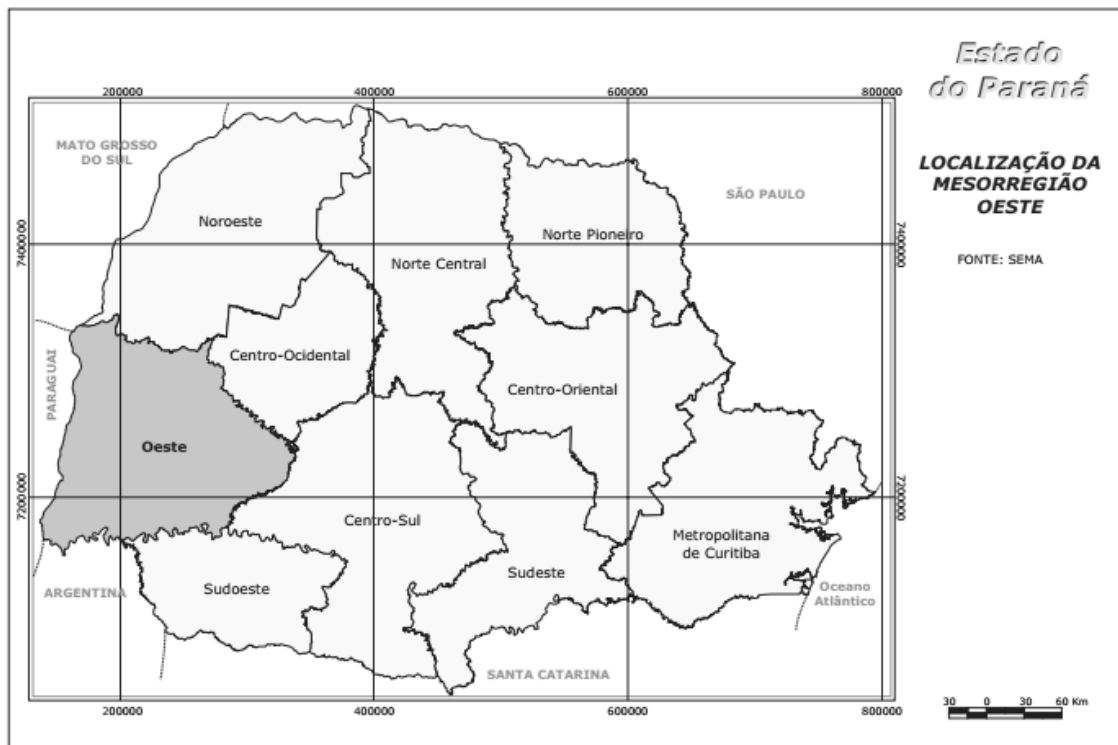 Estado
do Paraná
LOCALIZAÇÃO DA
MESORREGIÃO
OESTE
FONTE: SEMA
200000
400000
600000
800000
MATO GROSSO
DO SUL
SÃO PAULO
Noroeste
Norte Pioneiro
7400000
7400000
Norte Central
PARAGUAI
Centro-Ocidental
Centro-Oriental
Oeste
7200000
7200000
Centro-Sul
Metropolitana
de Curitiba
Sudeste
Sudoeste
ARGENTINA
Oceano
Atlântico
SANTA CATARINA
200000
400000
600000
800000
30 0 30 60 Km